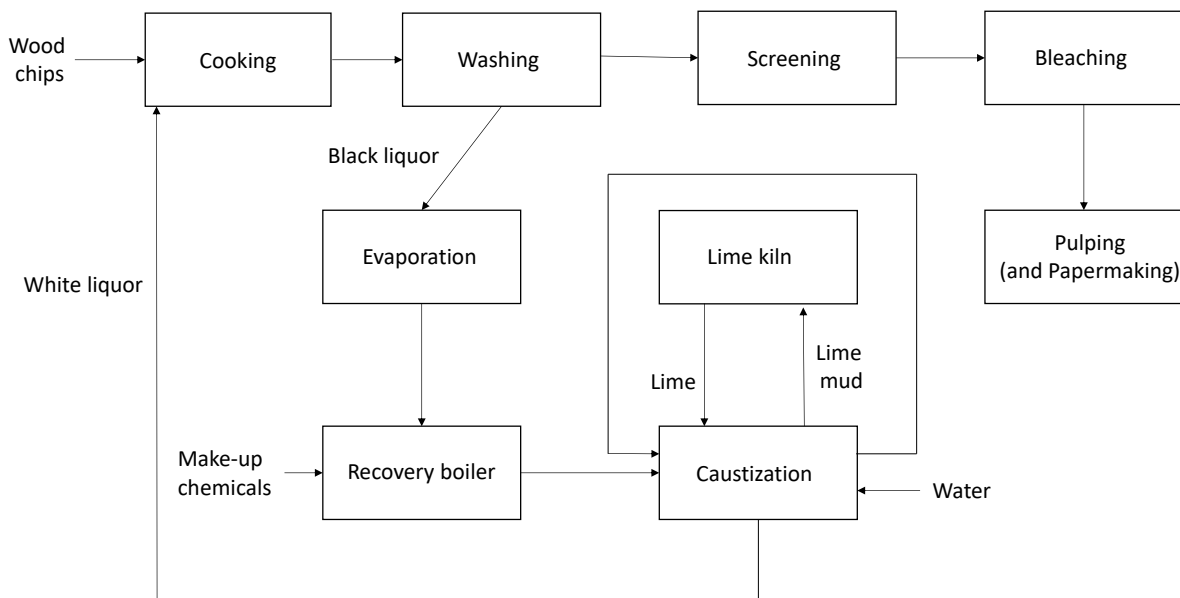 Wood
chips
Cooking
Washing
Screening
Bleaching
Black liquor
Evaporation
Lime kiln
Pulping
(and Papermaking)
White liquor
Lime
Lime
mud
Make-up
chemicals
Recovery boiler
Caustization
Water